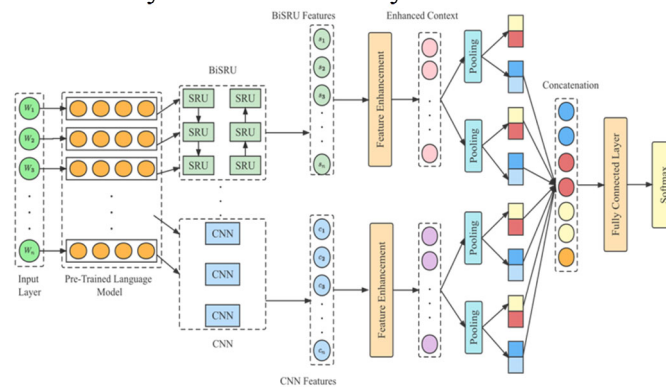 BiSRU Features
Enhanced Context
BiSRU
Concatenation
W1
W2
W3
Wn
SRU
SRU
SRU
SRU
SRU
SRU
s1
s2
s3
sn
Feature Enhancement
Pooling
Pooling
CNN
CNN
CNN
c1
c2
c3
cn
Feature Enhancement
Pooling
Pooling
Fully Connected Layer
Softmax
Input
Layer
Pre-Trained Language
Model
CNN
CNN Features